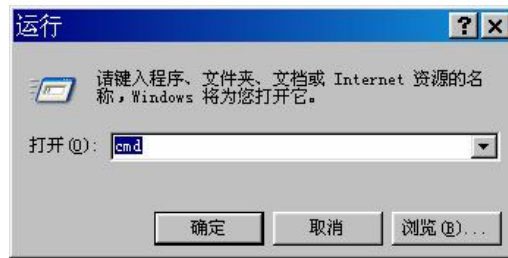 运行
请键入程序、文件夹、文档或 Internet 资源的名
称，Windows 将为您打开它。
打开(O): cmd
确定 取消 浏览(B)...